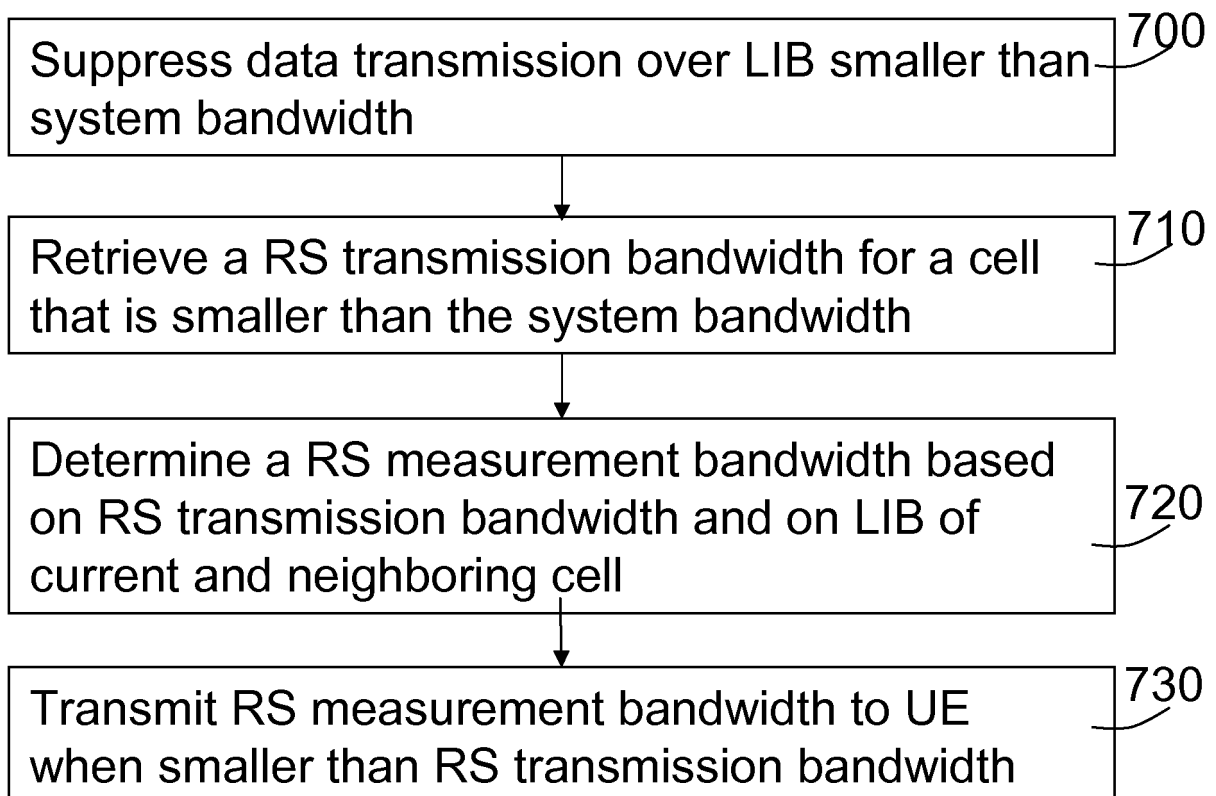 Suppress data transmission over LIB smaller than
system bandwidth
700
Retrieve a RS transmission bandwidth for a cell
that is smaller than the system bandwidth
710
Determine a RS measurement bandwidth based
on RS transmission bandwidth and on LIB of
current and neighboring cell
720
Transmit RS measurement bandwidth to UE
when smaller than RS transmission bandwidth
730